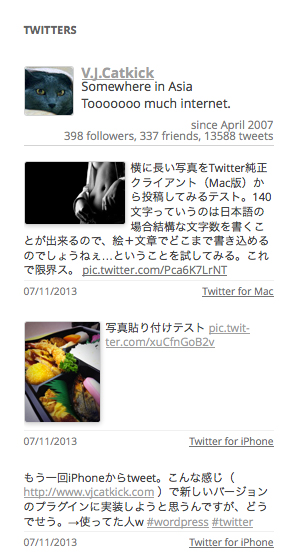 TWITTERS
V.J.Catkick
Somewhere in Asia
Tooooooo much internet.
since April 2007
398 followers, 337 friends, 13588 tweets
横に長い写真をTwitter純正
クライアント（Mac版）か
ら投稿してみるテスト。140
文字っていうのは日本語の
場合結構な文字数を書くこ
とが出来るので、絵＋文章でどこまで書き込める
のでしょうねぇ…ということを試してみる。これ
で限界ス。 pic.twitter.com/Pca6K7LrNT
07/11/2013 Twitter for Mac
写真貼り付けテスト pic.twit-
ter.com/xuCfnGoB2v
07/11/2013 Twitter for iPhone
もう一回iPhoneからtweet。こんな感じ（
http://www.vjcatkick.com ）で新しいバージョン
のプラグインに実装しようと思うんですが、どう
でせう。→使ってた人w #wordpress #twitter
07/11/2013 Twitter for iPhone